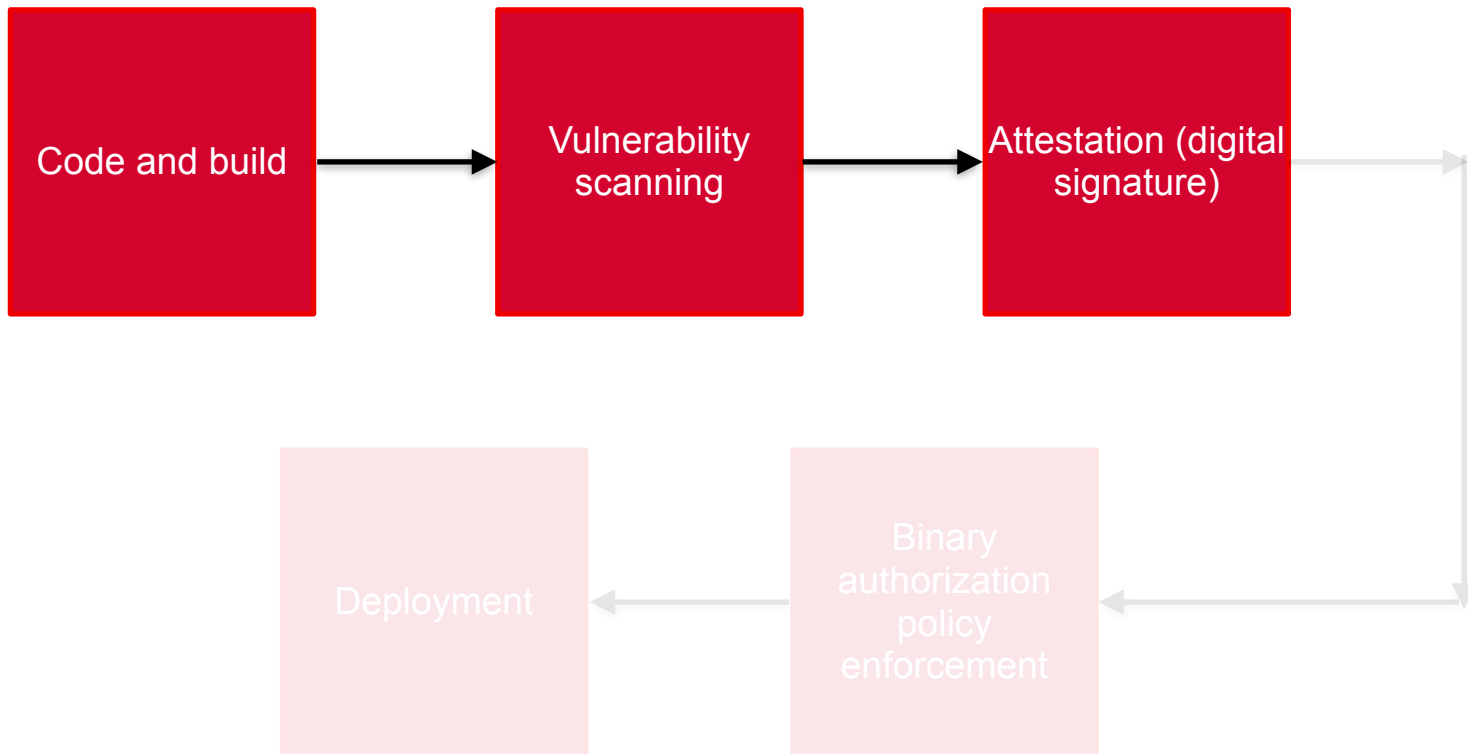 Code and build
Vulnerability
scanning
Attestation (digital
signature)
Deployment
Binary
authorization
policy
enforcement